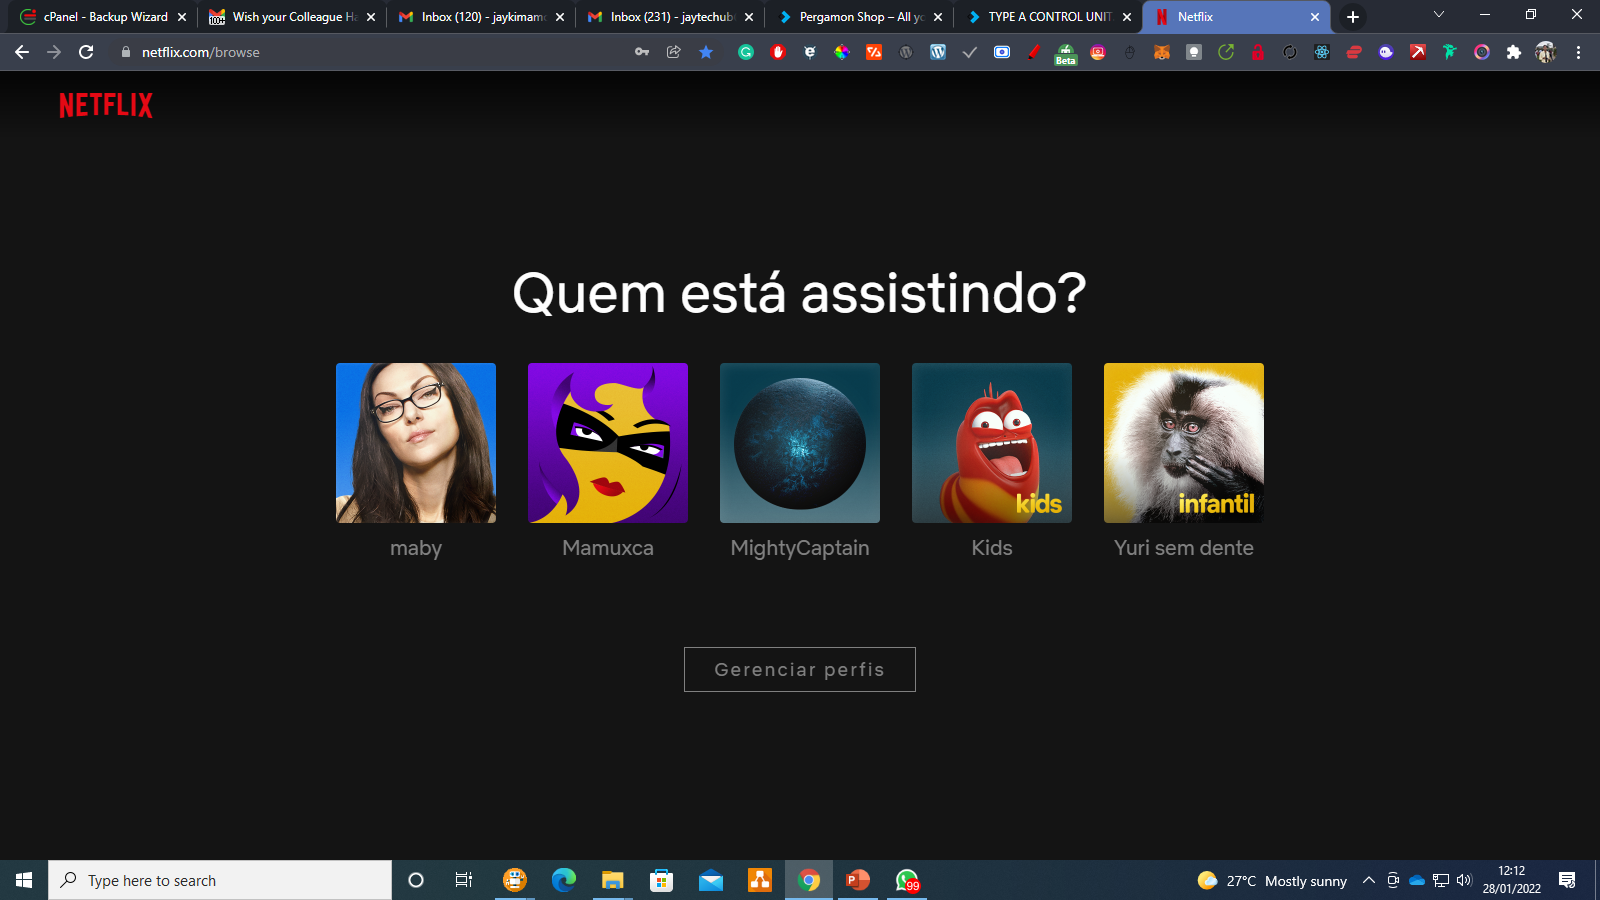 cPanel - Backup Wizard
Wish your Colleague Ha
Inbox (120) - jaykimam
Inbox (231) - jaytechub
Pergamon Shop – All yo
TYPE A CONTROL UNIT
Netflix
netflix.com/browse
Beta
NETFLIX
Quem está assistindo?
kids
infantil
maby
Mamuxca
MightyCaptain
Kids
Yuri sem dente
Gerenciar perfis
Type here to search
99
27°C Mostly sunny
12:12
28/01/2022